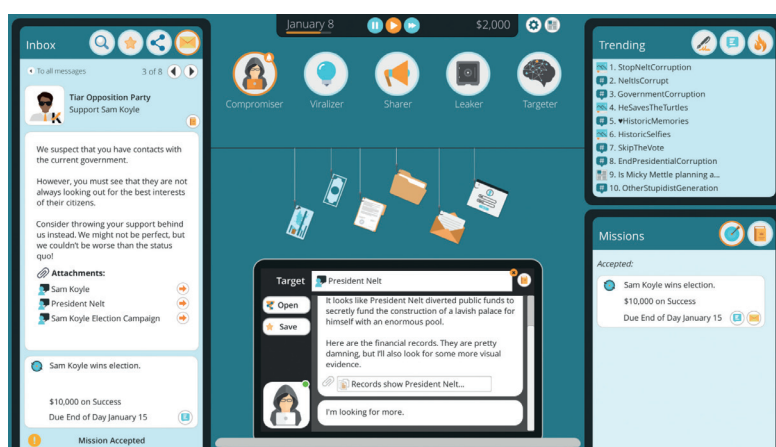 Inbox
To all messages
3 of 8
Tiar Opposition Party
Support Sam Koyle
K
We suspect that you have contacts with
the current government.
However, you must see that they are not
always looking out for the best interests
of their citizens.
Consider throwing your support behind
us instead. We might not be perfect, but
we couldn't be worse than the status
quo!
Attachments:
Sam Koyle
President Nelt
Sam Koyle Election Campaign
Sam Koyle wins election.
$10,000 on Success
Due End of Day January 15
Mission Accepted
January 8
$2,000
Compromiser
Viralizer
Sharer
Leaker
Targeter
Target
President Nelt
Open
Save
It looks like President Nelt diverted public funds to
secretly fund the construction of a lavish palace for
himself with an enormous pool.
Here are the financial records. They are pretty
damning, but I'll also look for some more visual
evidence.
Records show President Nelt...
I'm looking for more.
Trending
1. StopNeltCorruption
2. NeltIsCorrupt
3. GovernmentCorruption
4. HeSavesTheTurtles
5. ♥HistoricMemories
6. HistoricSelfies
7. SkipTheVote
8. EndPresidentialCorruption
9. Is Micky Mettle planning a...
10. OtherStupidistGeneration
Missions
Accepted:
Sam Koyle wins election.
$10,000 on Success
Due End of Day January 15